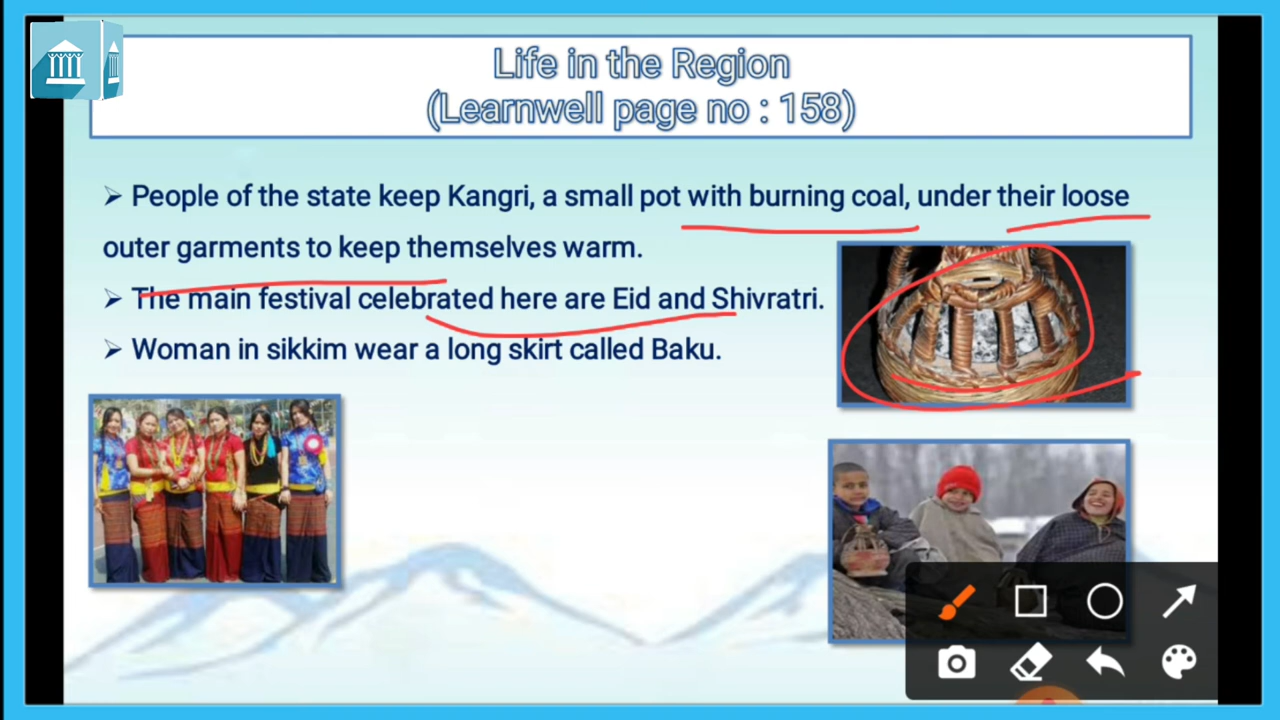 Life in the Region
(Learnwell page no : 158)
➢ People of the state keep Kangri, a small pot with burning coal, under their loose
outer garments to keep themselves warm.
➢ The main festival celebrated here are Eid and Shivratri.
➢ Woman in sikkim wear a long skirt called Baku.